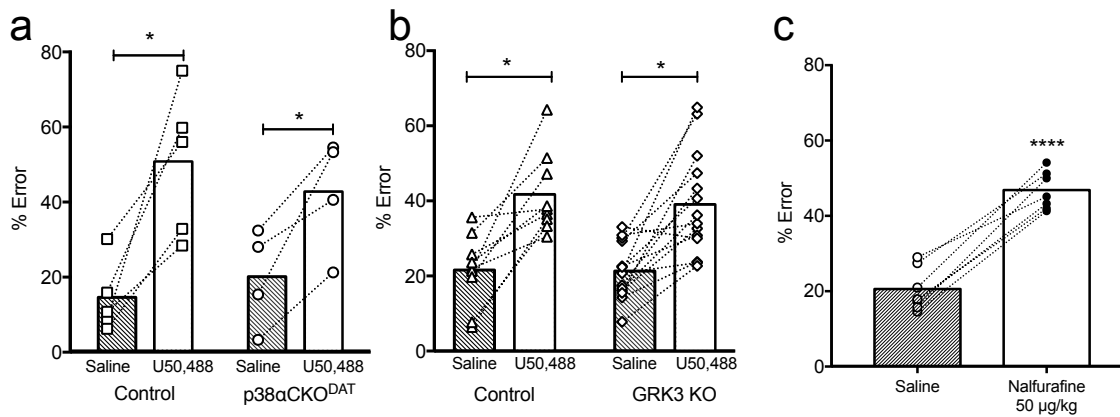 a
*
*
% Error
80
60
40
20
0
Saline U50,488 Saline U50,488
Control p38αCKO^DAT
b
*
*
% Error
80
60
40
20
0
Saline U50,488 Saline U50,488
Control GRK3 KO
c
****
% Error
80
60
40
20
0
Saline Nalfurafine
50 µg/kg